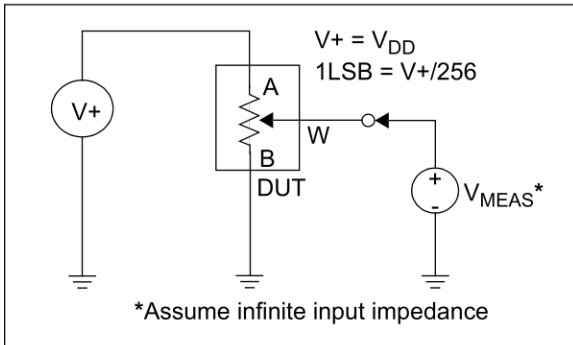 V+ = VDD
1LSB = V+/256
V+
A
W
B
DUT
+
-
VMEAS*
*Assume infinite input impedance